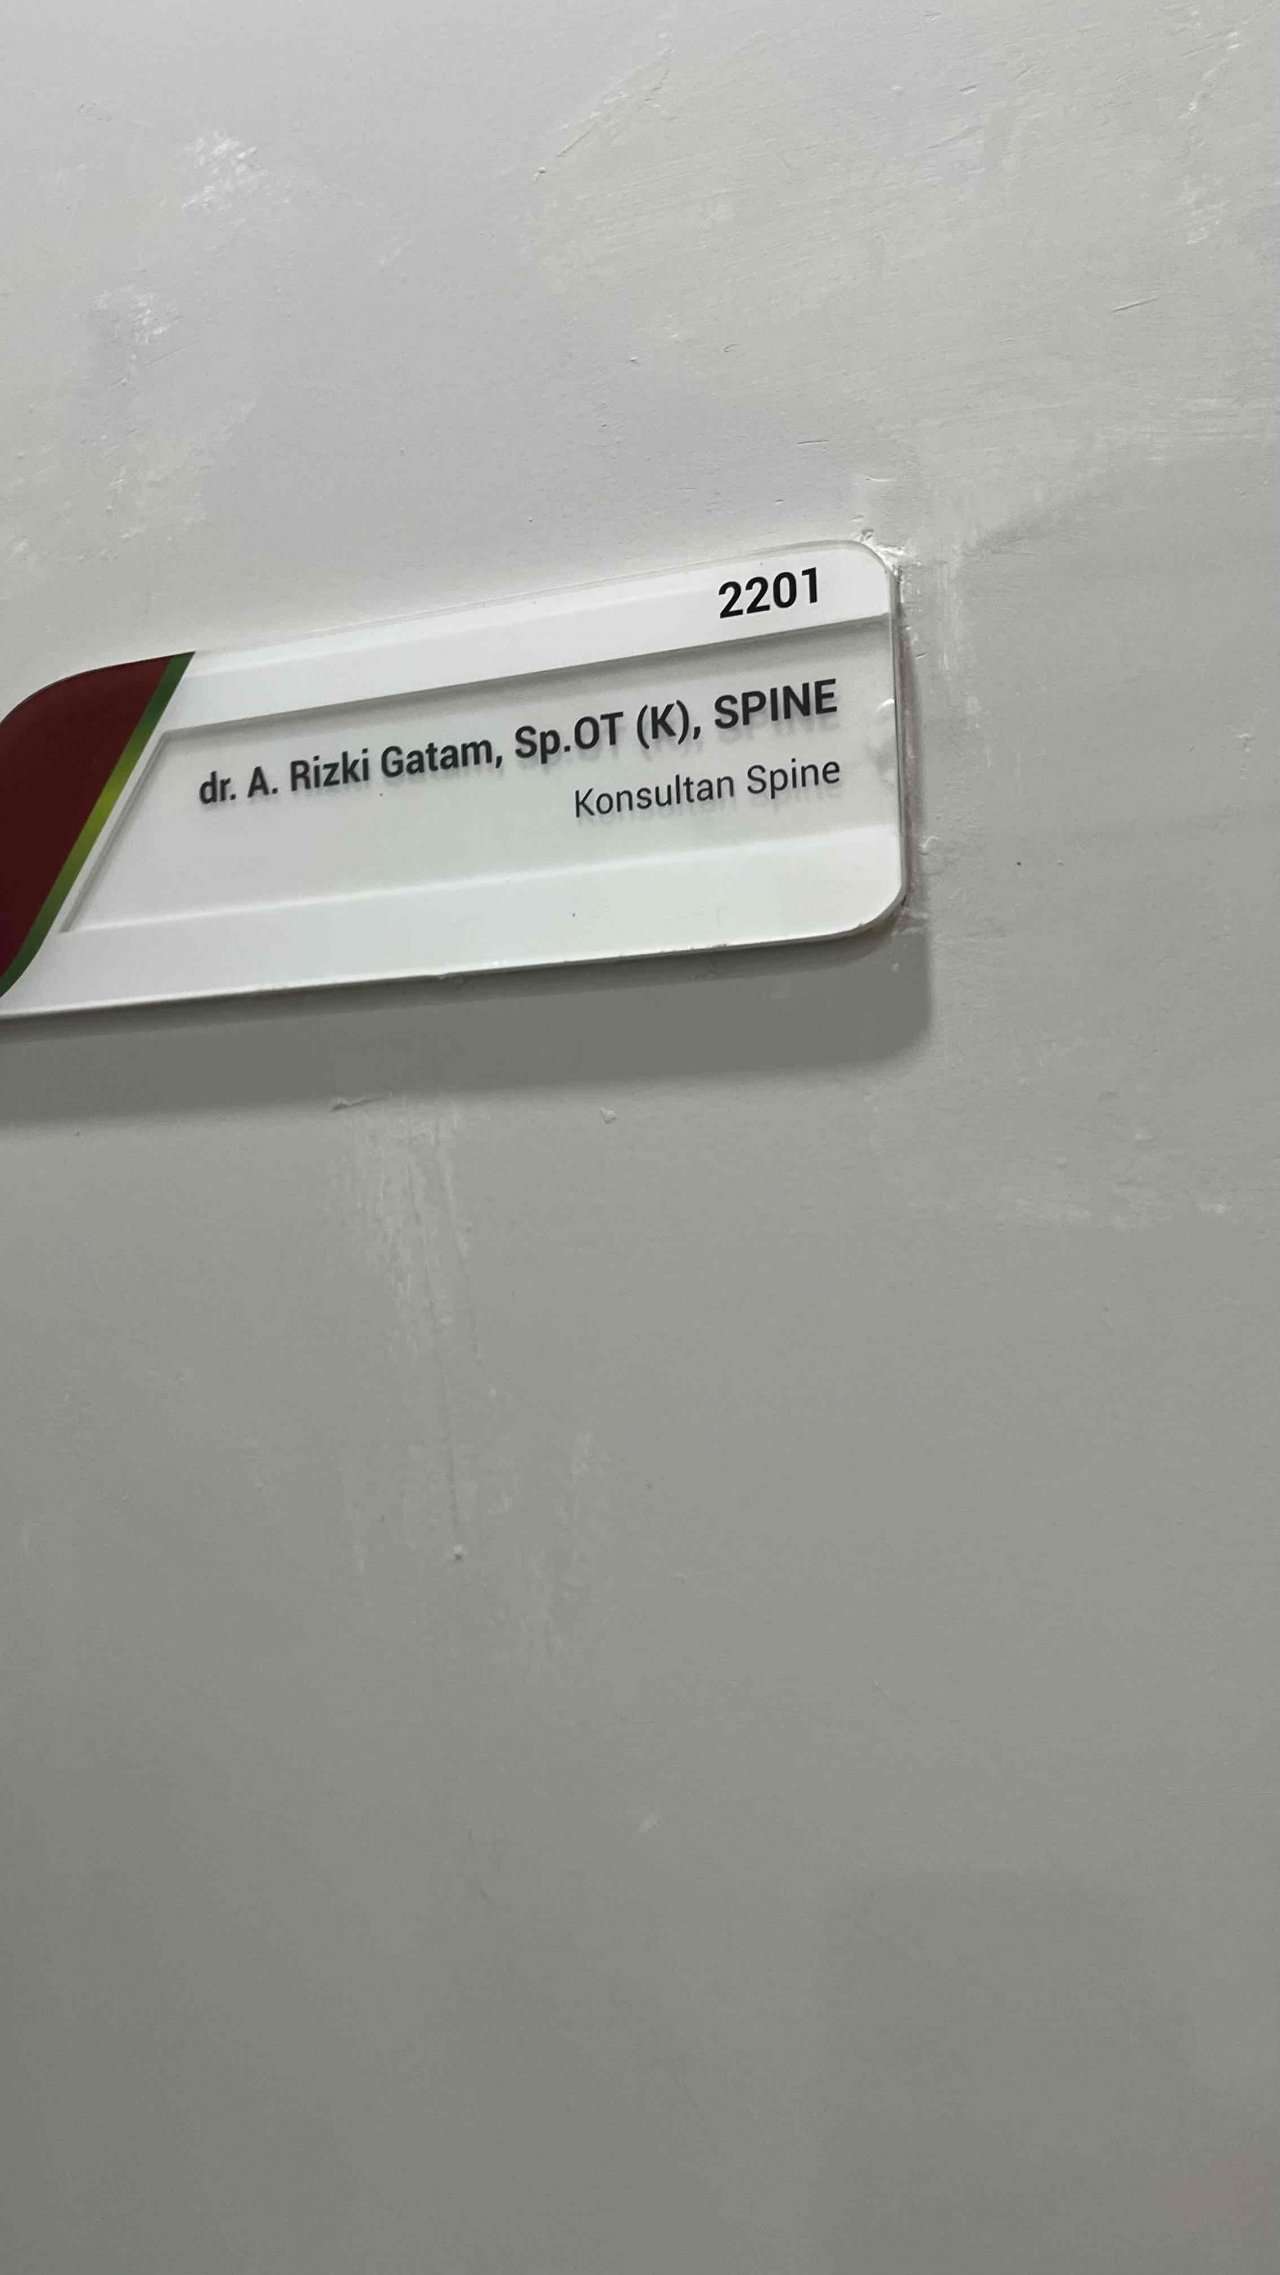 2201
dr. A. Rizki Gatam, Sp.OT (K), SPINE
Konsultan Spine